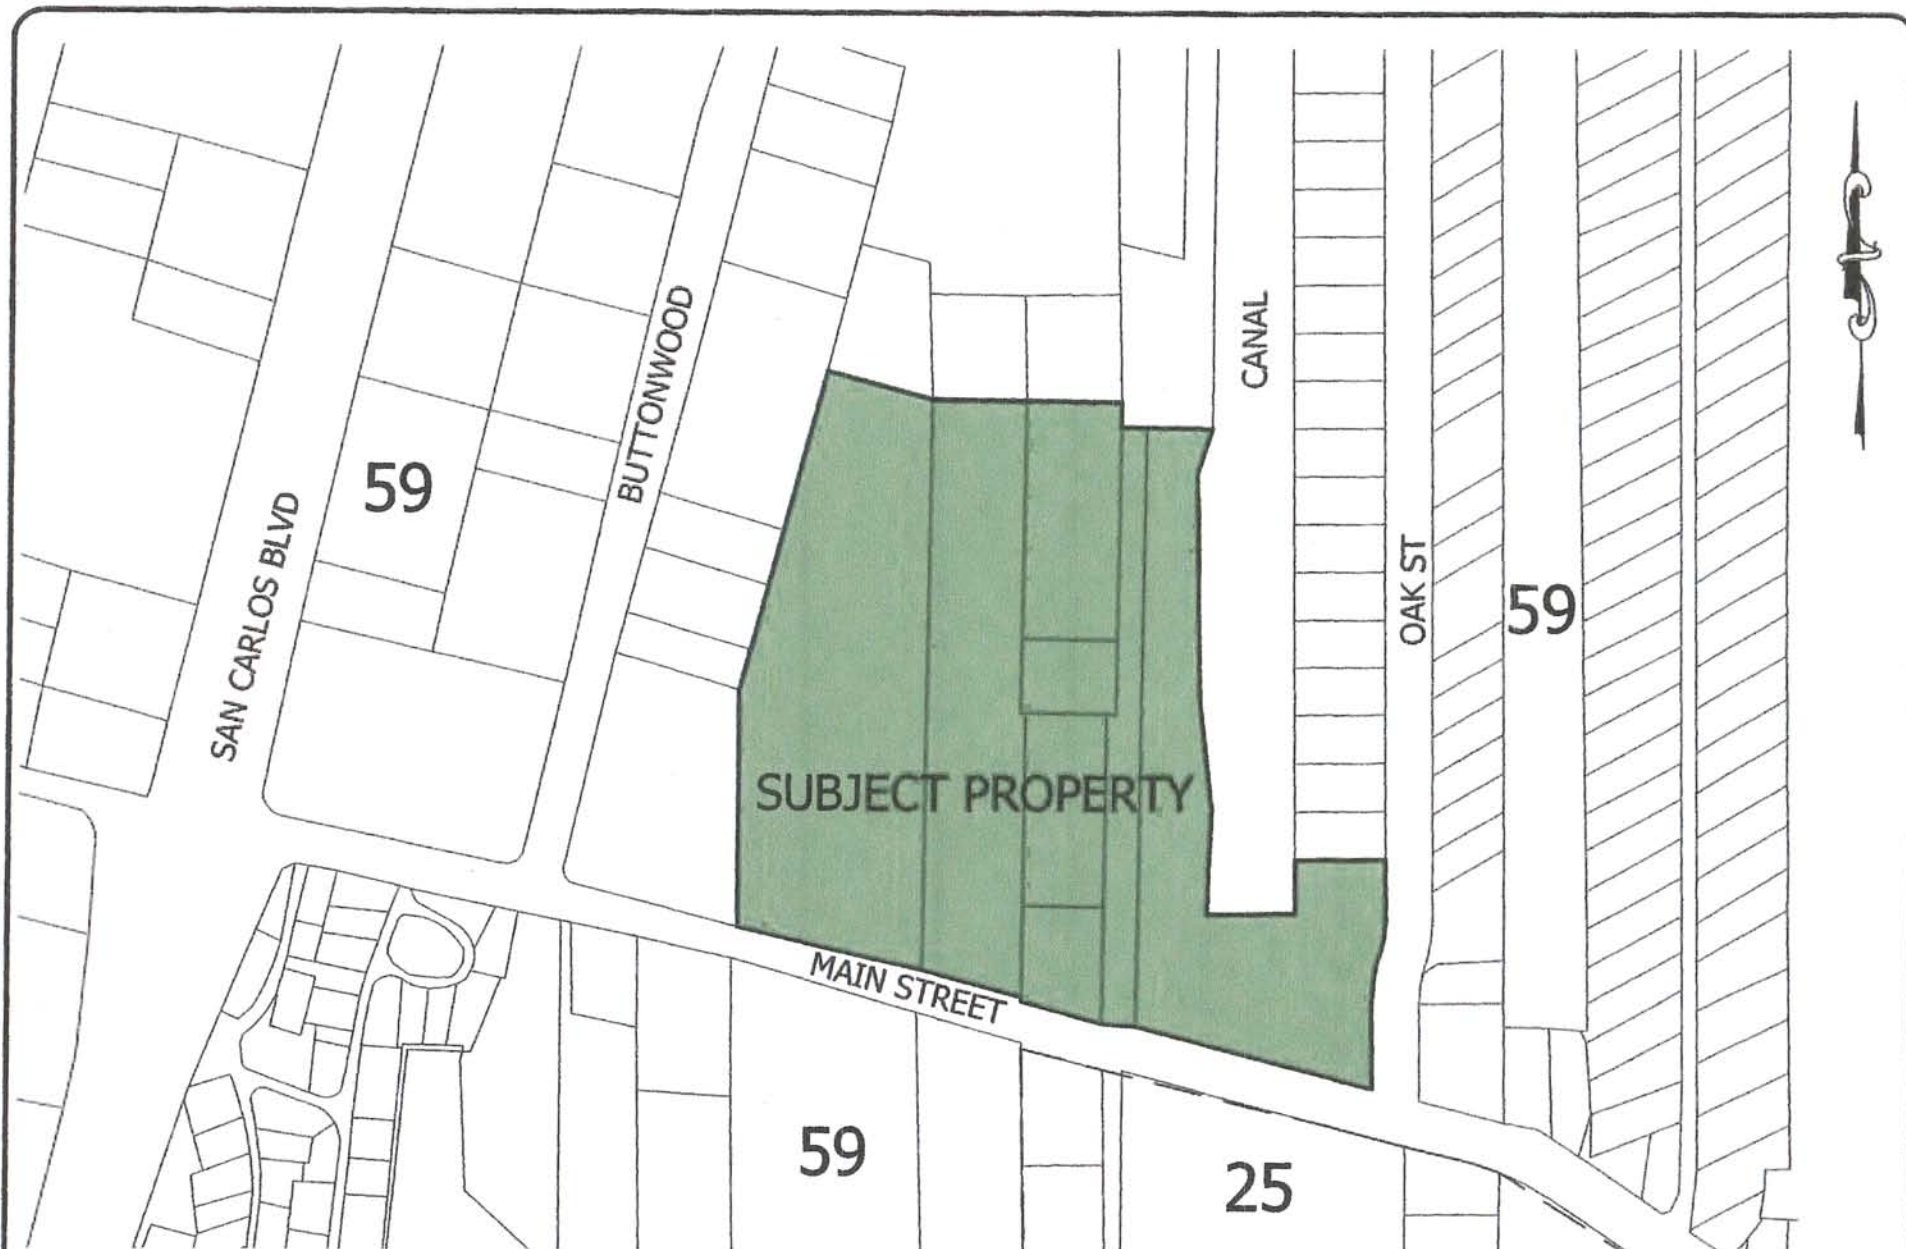 BUTTONWOOD
CANAL
59
SAN CARLOS BLVD
OAK ST
59
SUBJECT PROPERTY
MAIN STREET
59
25